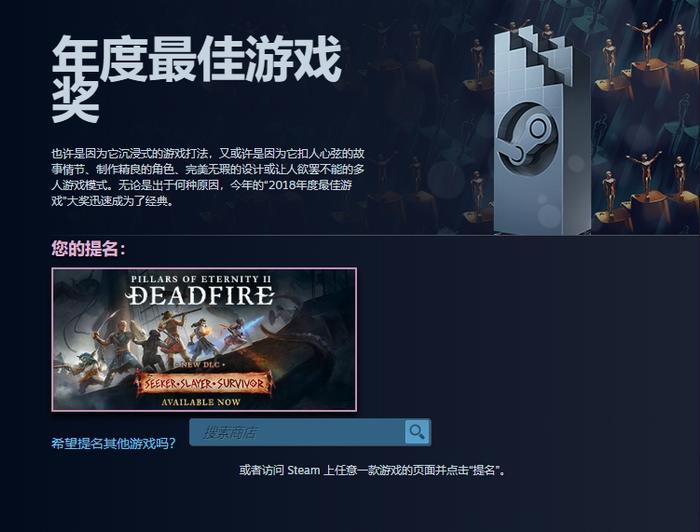 年度最佳游戏
奖
也许是因为它沉浸式的游戏打法，又或许是因为它扣人心弦的故
事情节、制作精良的角色、完美无瑕的设计或让人欲罢不能的多
人游戏模式。无论是出于何种原因，今年的“2018年度最佳游
戏”大奖迅速成为了经典。
您的提名：
PILLARS OF ETERNITY II
DEADFIRE
• NEW DLC •
SEEKER • SLAYER • SURVIVOR
AVAILABLE NOW
希望提名其他游戏吗？
搜索商店
或者访问 Steam 上任意一款游戏的页面并点击“提名”。